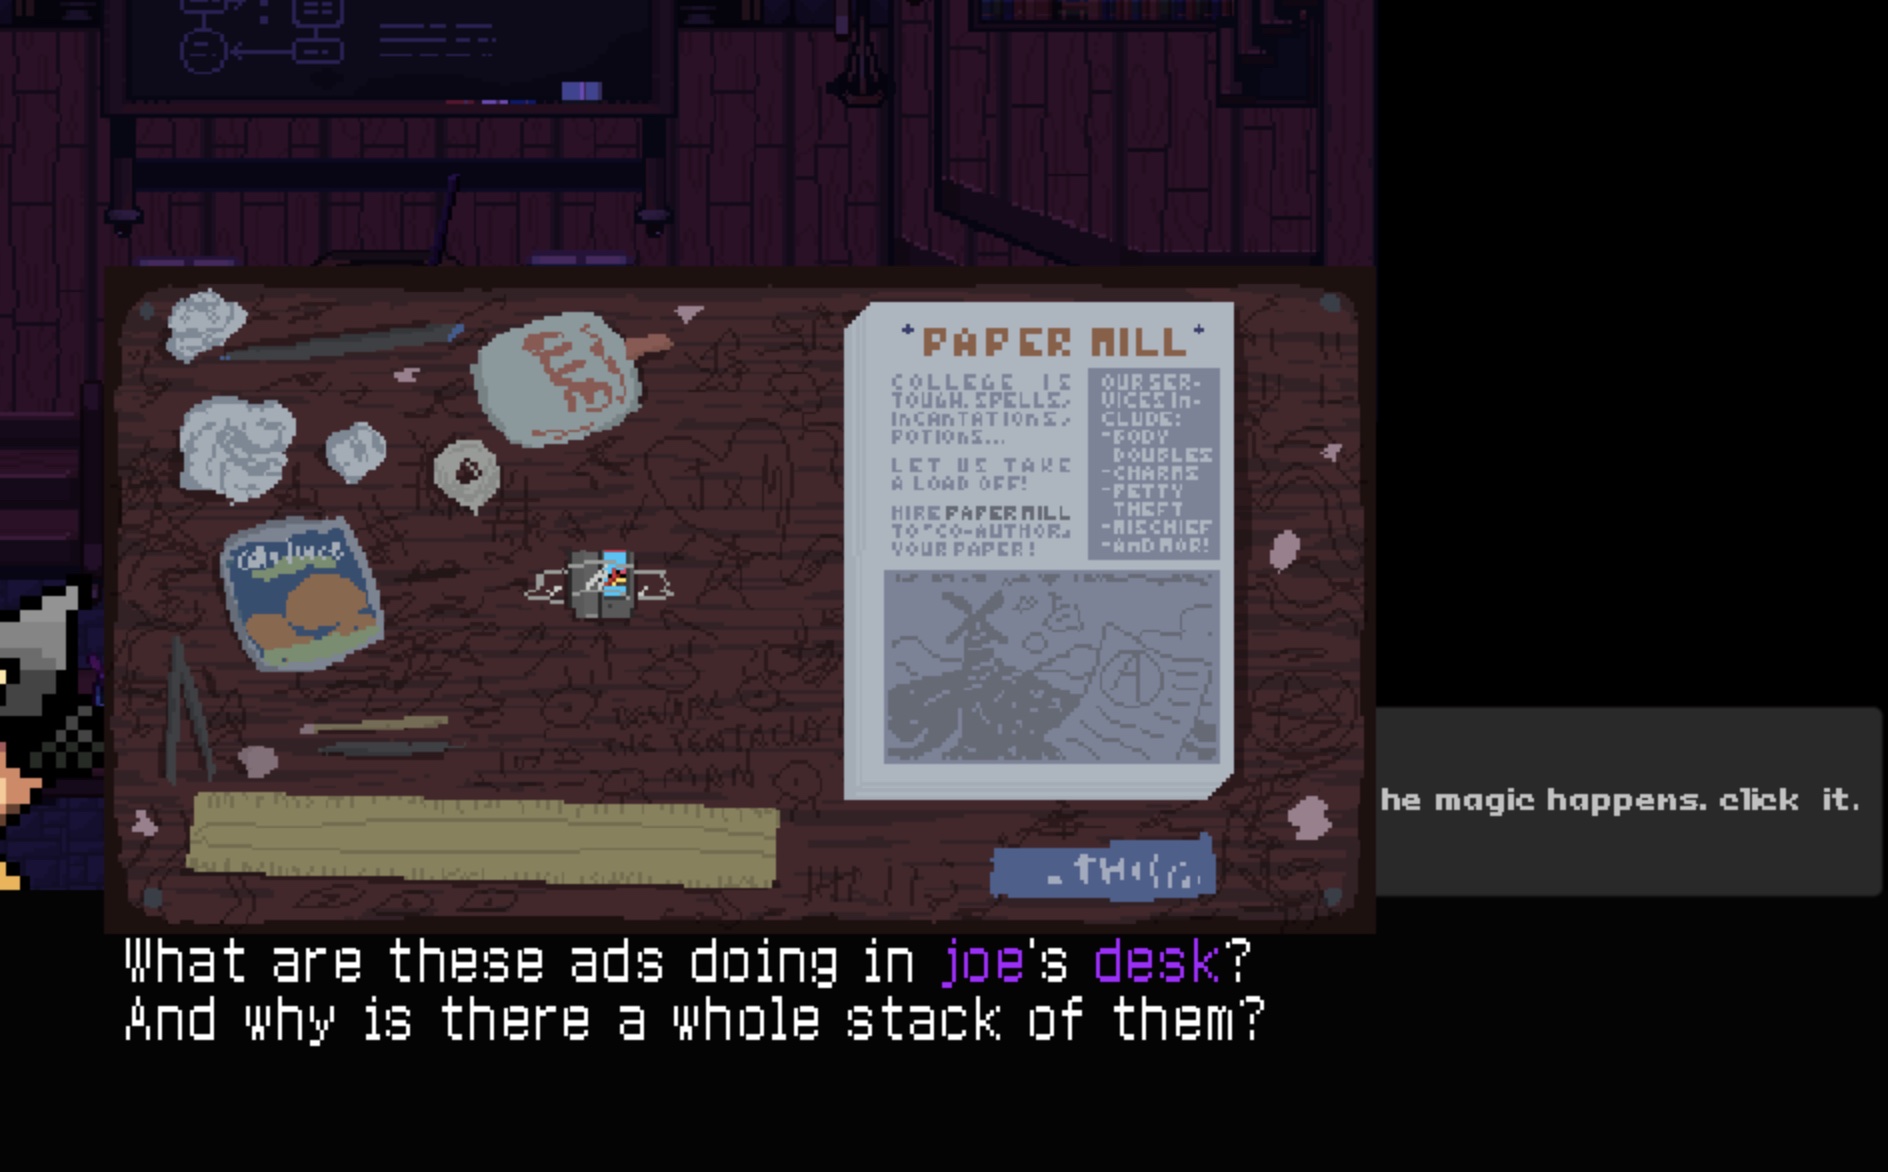 PAPER MILL
COLLEGE IS
TOUGH. SPELLS,
INCANTATIONS,
POTIONS...
LET US TAKE
A LOAD OFF!
HIRE PAPER MILL
TO "CO-AUTHOR"
YOUR PAPER!
OUR SER-
VICES IN-
CLUDE:
-BODY
DOUBLES
-CHARMS
-PETTY
THEFT
-MISCHIEF
-AND MOR!
A
GLUE
he magic happens. click it.
What are these ads doing in joe's desk?
And why is there a whole stack of them?